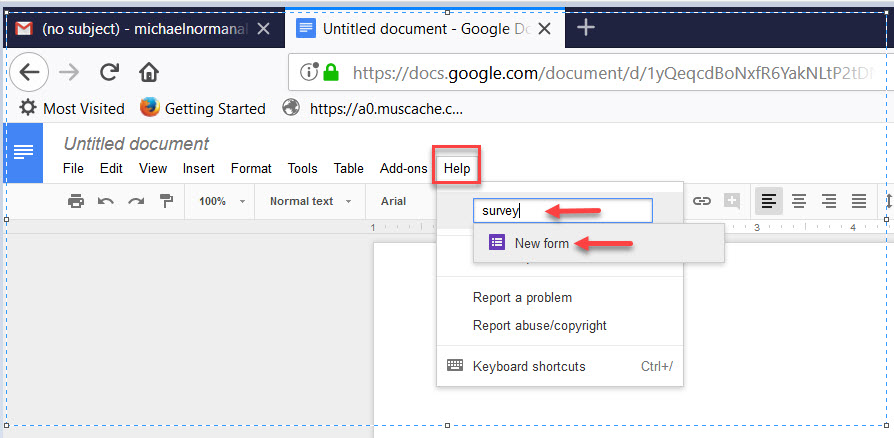 (no subject) - michaelnormanal
Untitled document - Google Do
https://docs.google.com/document/d/1yQeqcdBoNxfR6YakNLtP2tD
Most Visited Getting Started https://a0.muscache.c...
Untitled document
File Edit View Insert Format Tools Table Add-ons Help
100% Normal text Arial
survey
1 3 4
New form
Report a problem
Report abuse/copyright
Keyboard shortcuts Ctrl+/